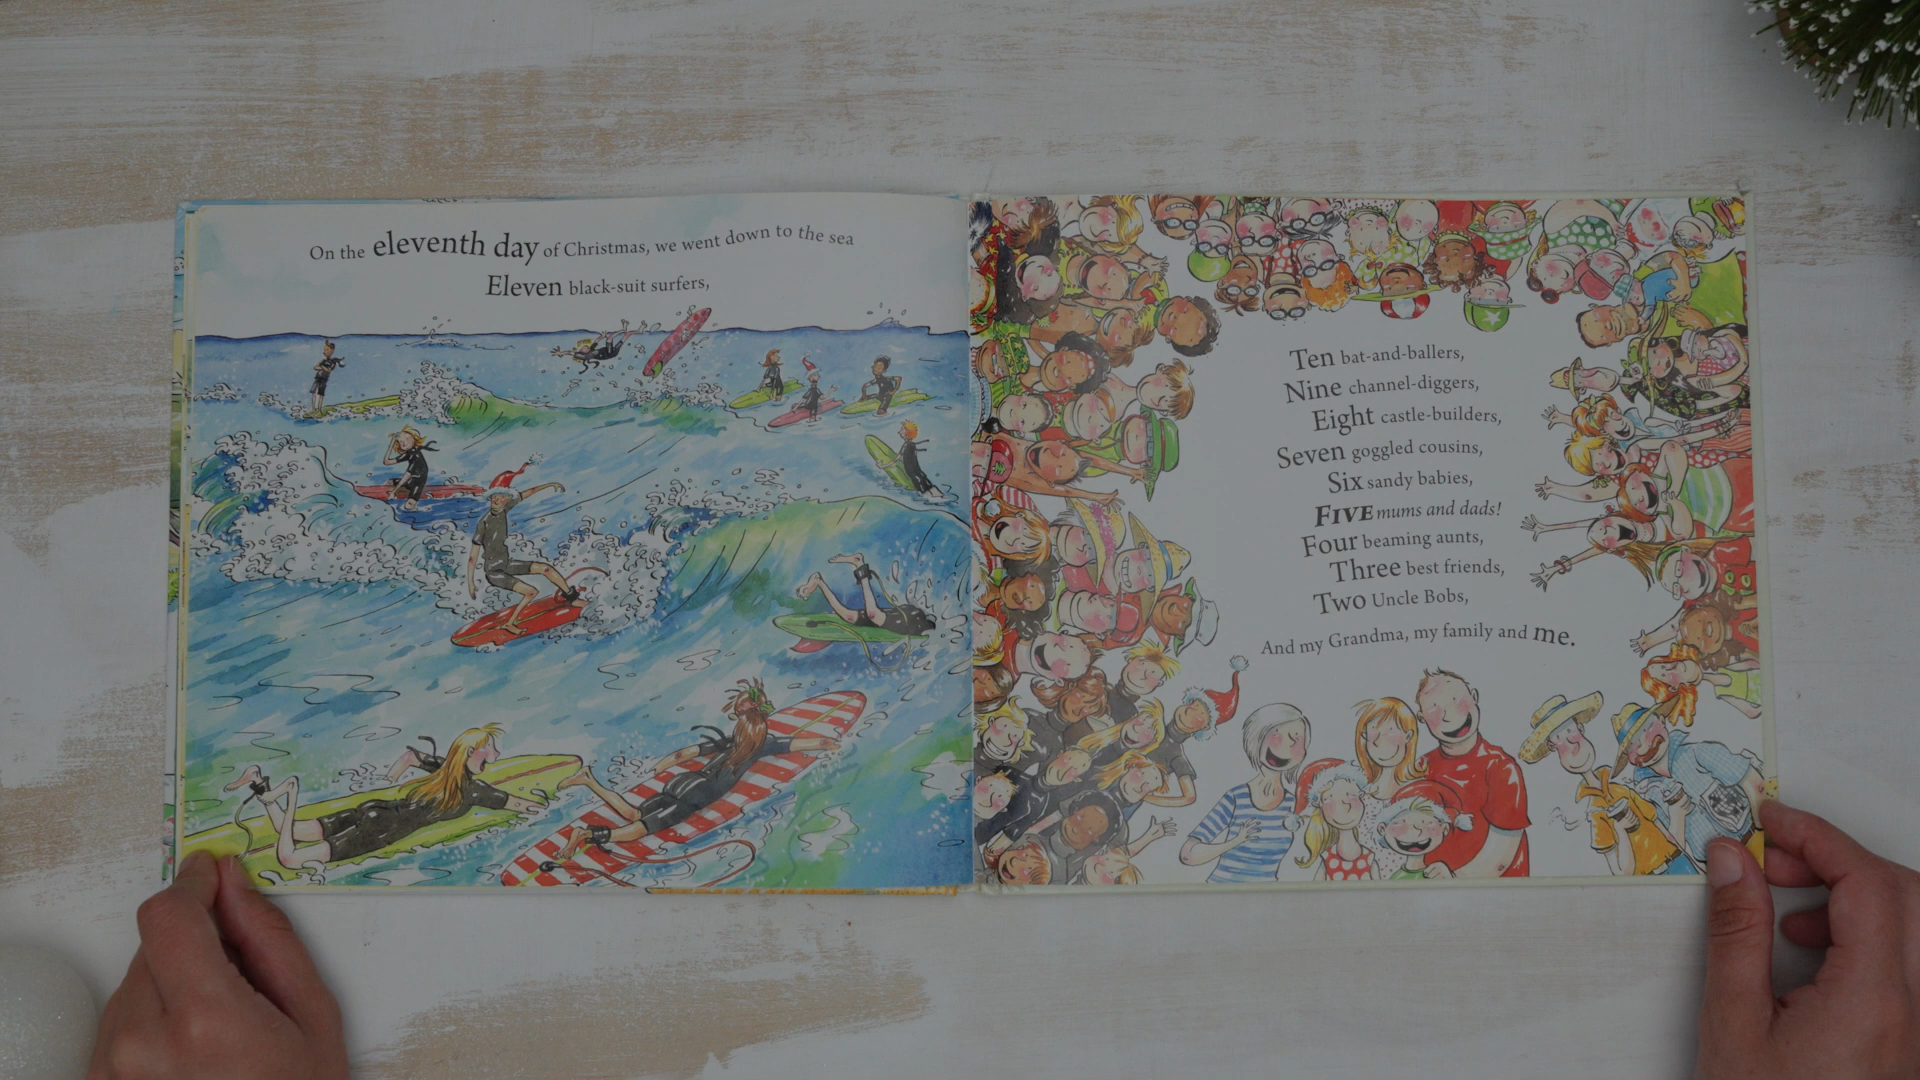 On the eleventh day of Christmas, we went down to the sea
Eleven black-suit surfers,
Ten bat-and-ballers,
Nine channel-diggers,
Eight castle-builders,
Seven goggled cousins,
Six sandy babies,
FIVE mums and dads!
Four beaming aunts,
Three best friends,
Two Uncle Bobs,
And my Grandma, my family and me.